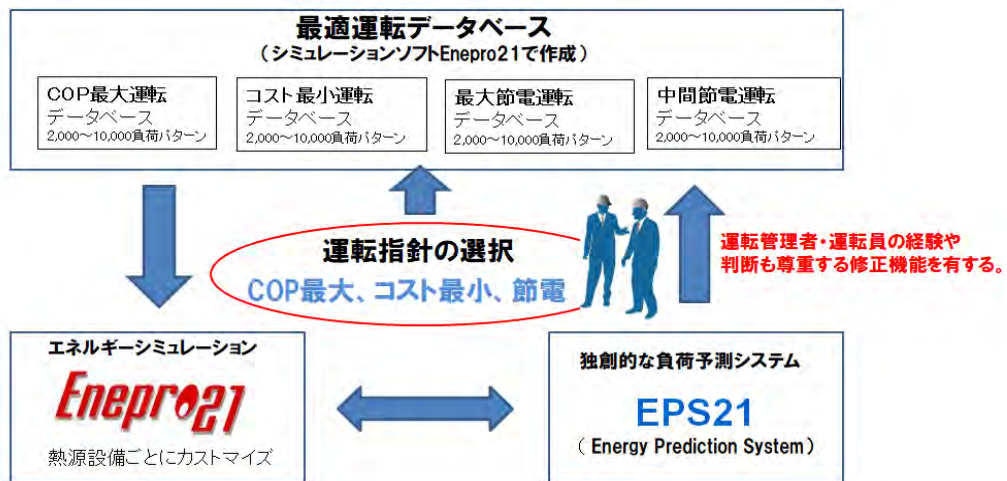 最適運転データベース
（シミュレーションソフトEnepro21で作成）
COP最大運転
データベース
2,000～10,000負荷パターン
コスト最小運転
データベース
2,000～10,000負荷パターン
最大節電運転
データベース
2,000～10,000負荷パターン
中間節電運転
データベース
2,000～10,000負荷パターン
運転指針の選択
COP最大、コスト最小、節電
運転管理者・運転員の経験や
判断も尊重する修正機能を有する。
エネルギーシミュレーション
Enepro21
熱源設備ごとにカストマイズ
独創的な負荷予測システム
EPS21
（Energy Prediction System）